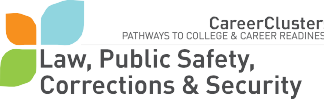 CareerCluster
PATHWAYS TO COLLEGE & CAREER READINES
Law, Public Safety,
Corrections & Security